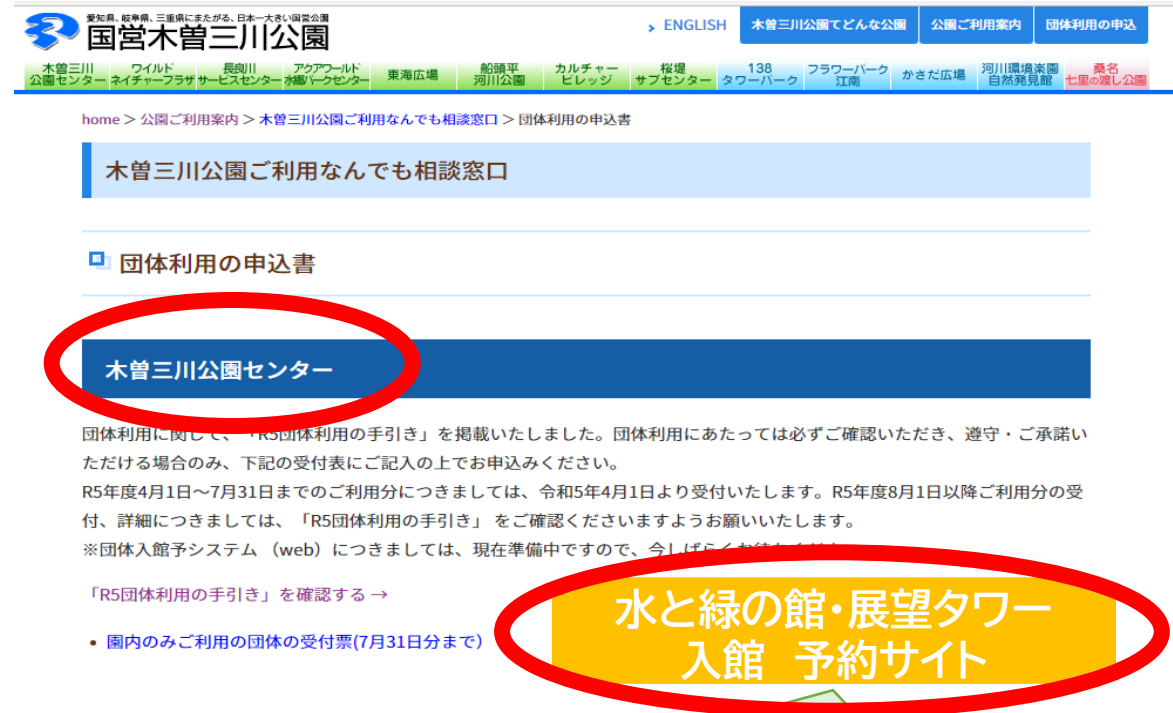 愛知県、岐阜県、三重県にまたがる、日本一大きい国営公園
国営木曽三川公園
ENGLISH
木曽三川公園てどんな公園
公園ご利用案内
団体利用の申込
木曽三川
公園センター
ワイルド
ネイチャープラザ
長良川
サービスセンター
アクアワールド
水郷パークセンター
東海広場
船頭平
河川公園
カルチャー
ビレッジ
桜堤
サブセンター
138
タワーパーク
フラワーパーク
江南
かさだ広場
河川環境楽園
自然発見館
桑名
七里の渡し公園
home > 公園ご利用案内 > 木曽三川公園ご利用なんでも相談窓口 > 団体利用の申込書
木曽三川公園ご利用なんでも相談窓口
団体利用の申込書
木曽三川公園センター
団体利用に関して、「R5団体利用の手引き」を掲載いたしました。団体利用にあたっては必ずご確認いただき、遵守・ご承諾い
ただける場合のみ、下記の受付表にご記入の上でお申込みください。
R5年度4月1日～7月31日までのご利用分につきましては、令和5年4月1日より受付いたします。R5年度8月1日以降ご利用分の受
付、詳細につきましては、「R5団体利用の手引き」 をご確認くださいますようお願いいたします。
※団体入館予システム （web）につきましては、現在準備中ですので、今しばらく
「R5団体利用の手引き」を確認する →
• 園内のみご利用の団体の受付票(7月31日分まで）
水と緑の館・展望タワー
入館　予約サイト